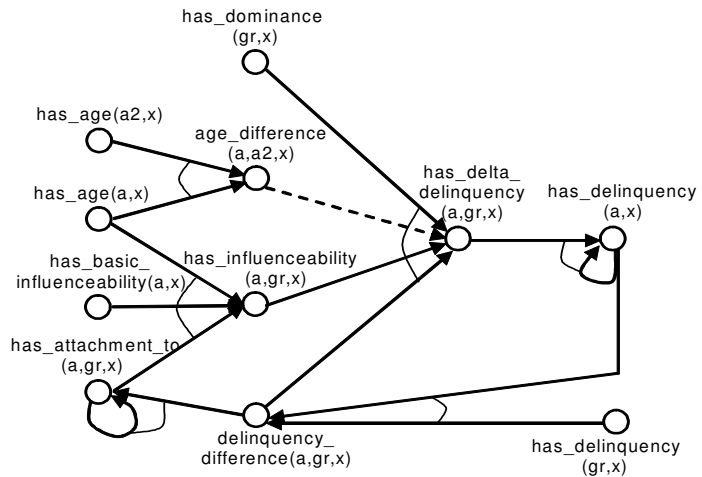 has_dominance
(gr,x)
has_age(a2,x)
age_difference
(a,a2,x)
has_delta_
delinquency
(a,gr,x)
has_delinquency
(a,x)
has_age(a,x)
has_basic_
influenceability(a,x)
has_influenceability
(a,gr,x)
has_attachment_to
(a,gr,x)
delinquency_
difference(a,gr,x)
has_delinquency
(gr,x)